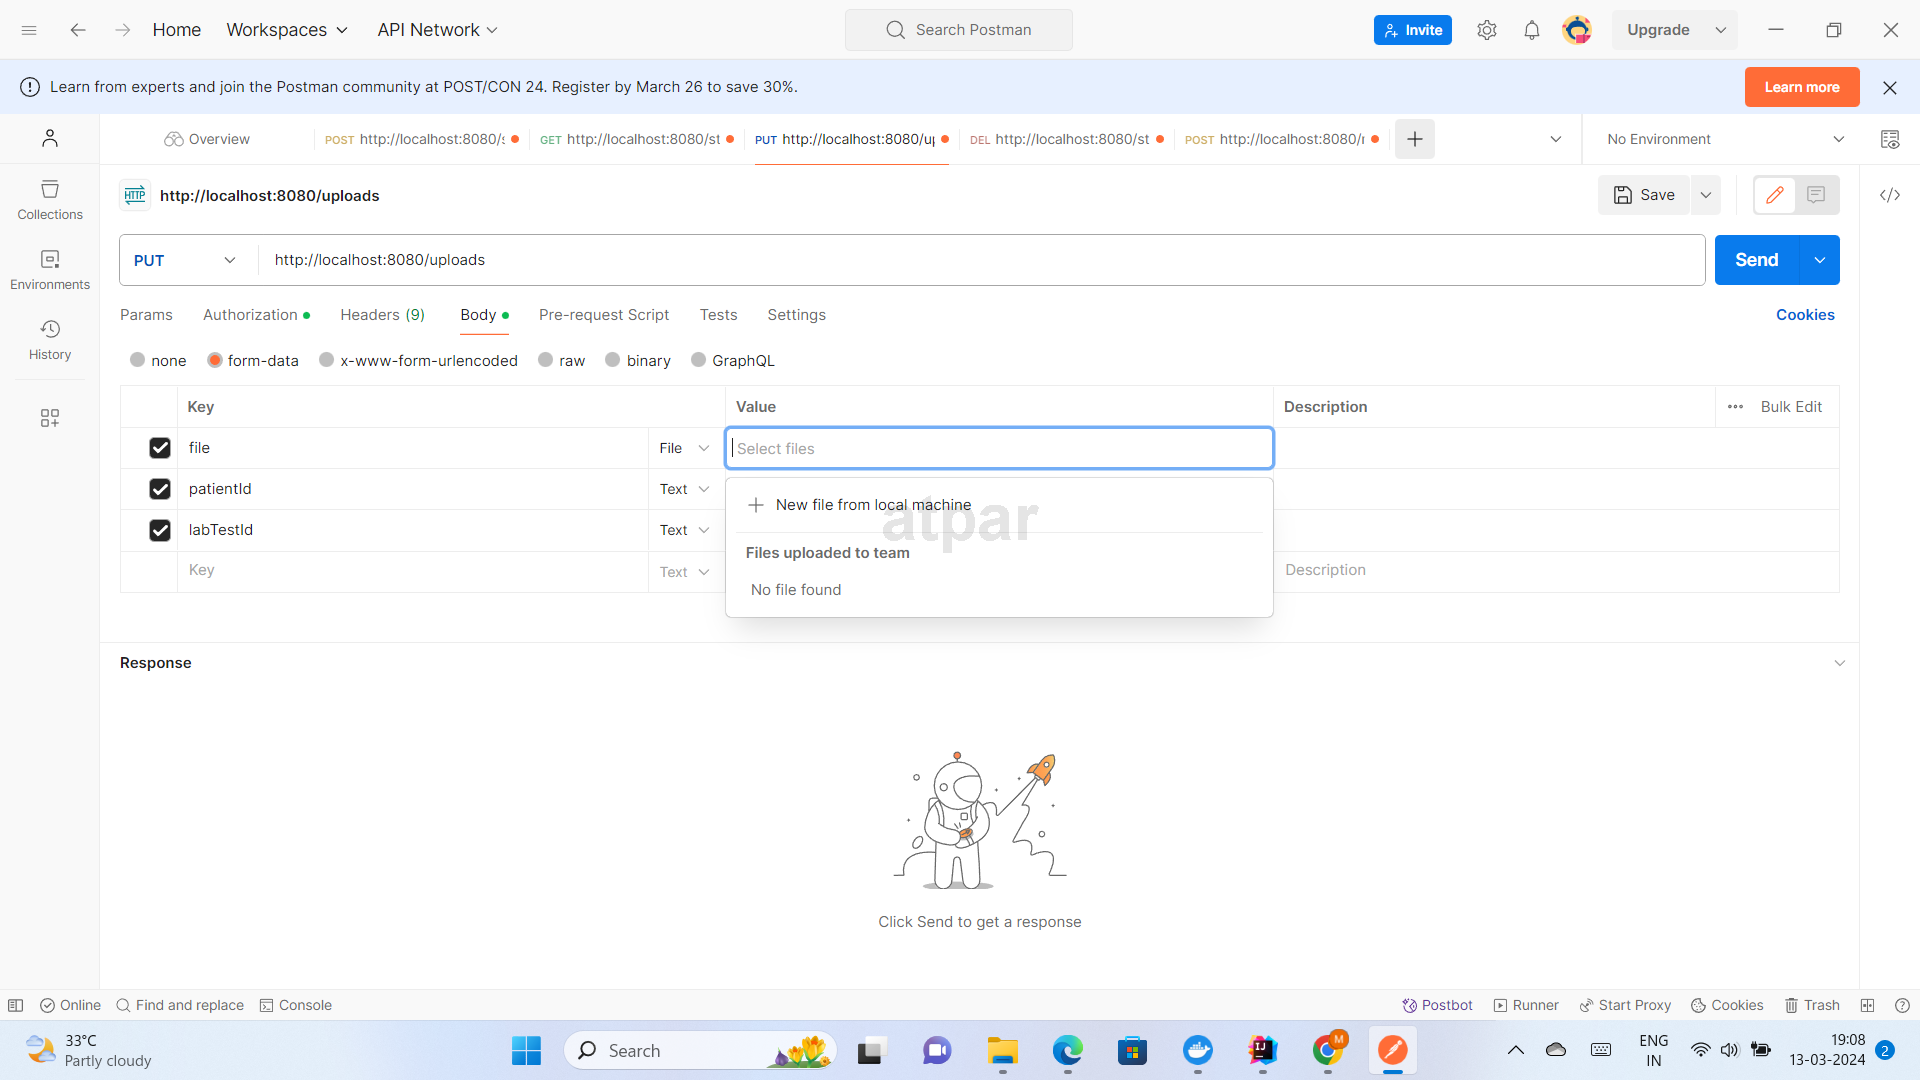 Home Workspaces API Network Search Postman Invite Upgrade
Learn from experts and join the Postman community at POST/CON 24. Register by March 26 to save 30%. Learn more
Overview POST http://localhost:8080/s GET http://localhost:8080/st PUT http://localhost:8080/up DEL http://localhost:8080/st POST http://localhost:8080/r No Environment
HTTP http://localhost:8080/uploads Save
Collections
PUT http://localhost:8080/uploads Send
Environments
Params Authorization Headers (9) Body Pre-request Script Tests Settings Cookies
History
none form-data x-www-form-urlencoded raw binary GraphQL
Key Value Description Bulk Edit
file File Select files
patientId Text
New file from local machine
atpar
labTestId Text
Files uploaded to team
Key Text Description
No file found
Response
Click Send to get a response
Online Find and replace Console Postbot Runner Start Proxy Cookies Trash
33°C
Partly cloudy
Search
M
IJ
ENG
IN
19:08
13-03-2024
2